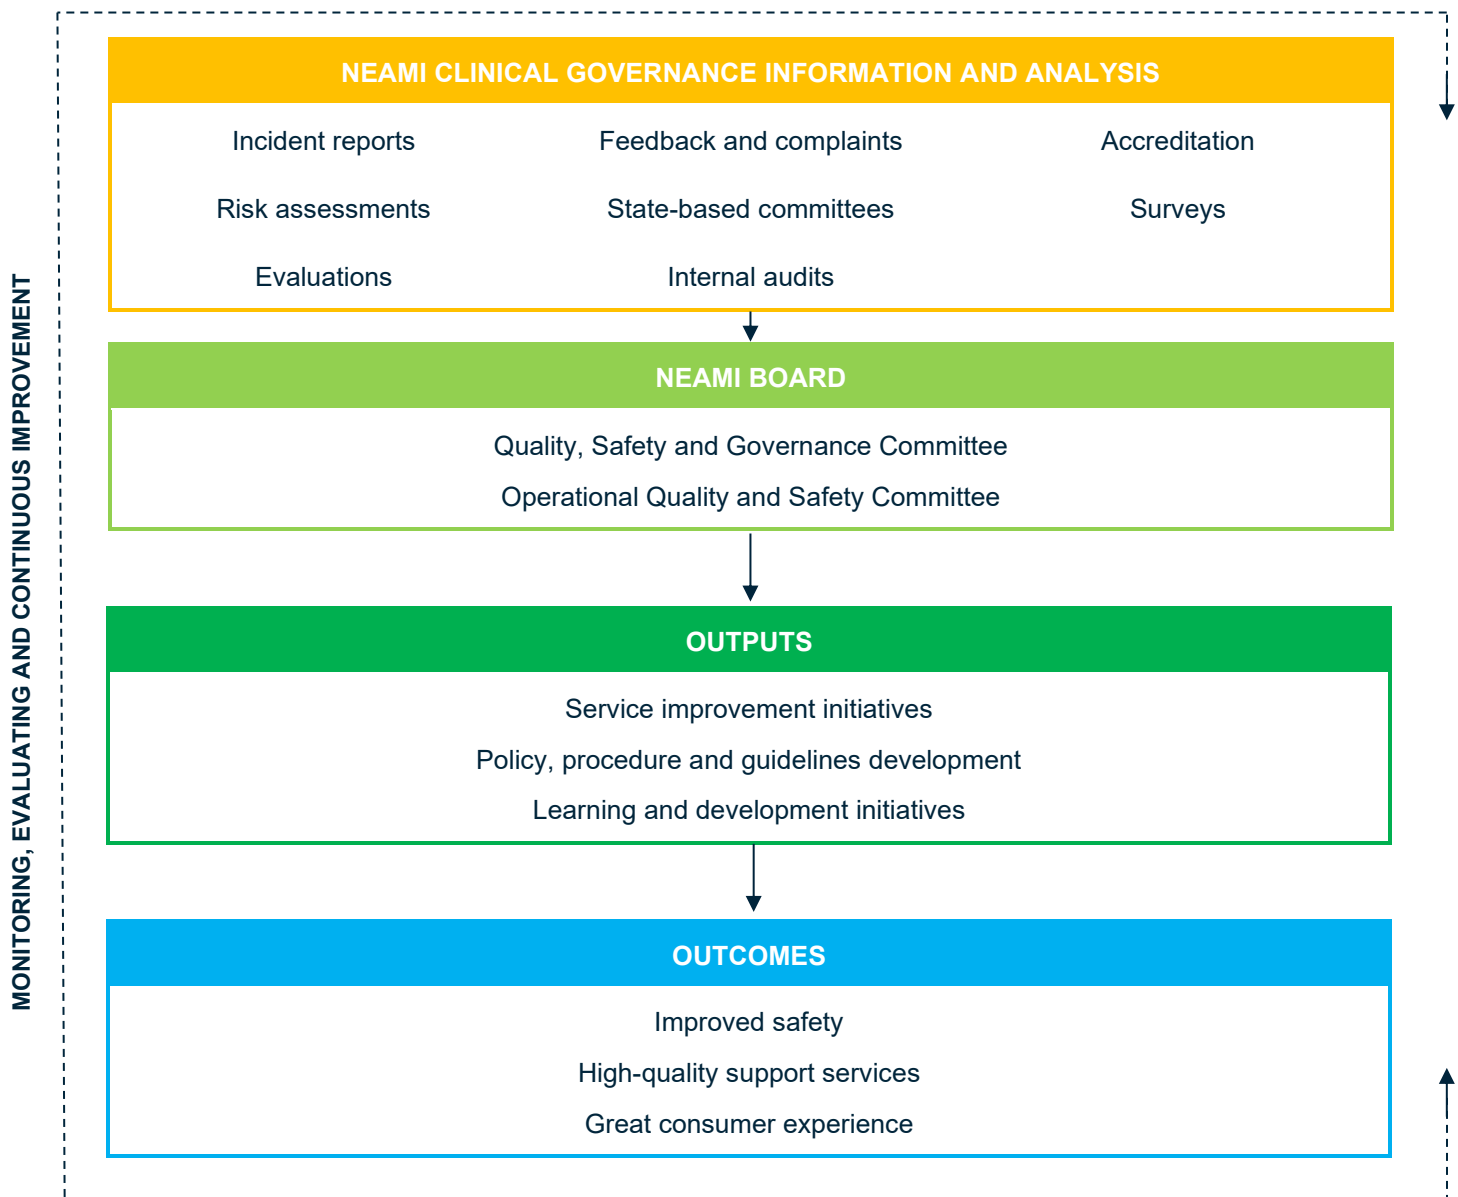 MONITORING, EVALUATING AND CONTINUOUS IMPROVEMENT
NEAMI CLINICAL GOVERNANCE INFORMATION AND ANALYSIS
Incident reports Feedback and complaints Accreditation
Risk assessments State-based committees Surveys
Evaluations Internal audits
NEAMI BOARD
Quality, Safety and Governance Committee
Operational Quality and Safety Committee
OUTPUTS
Service improvement initiatives
Policy, procedure and guidelines development
Learning and development initiatives
OUTCOMES
Improved safety
High-quality support services
Great consumer experience